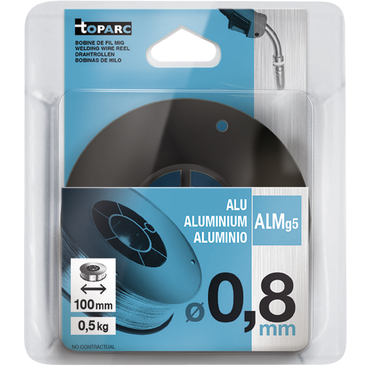 TOPARC
BOBINE DE FIL MIG
WELDING WIRE REEL
DRAHTROLLEN
BOBINAS DE HILO
ALU
ALUMINIUM
ALUMINIO
ALMg5
100mm
0,5kg
ø0,8
mm
NO CONTRACTUAL